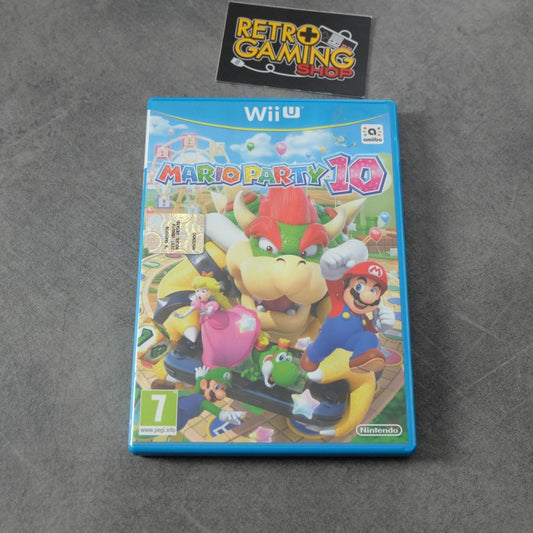 RETRO
GAMING
SHOP
Wii U
a
amiibo
MARIO PARTY 10
7
www.pegi.info
Nintendo